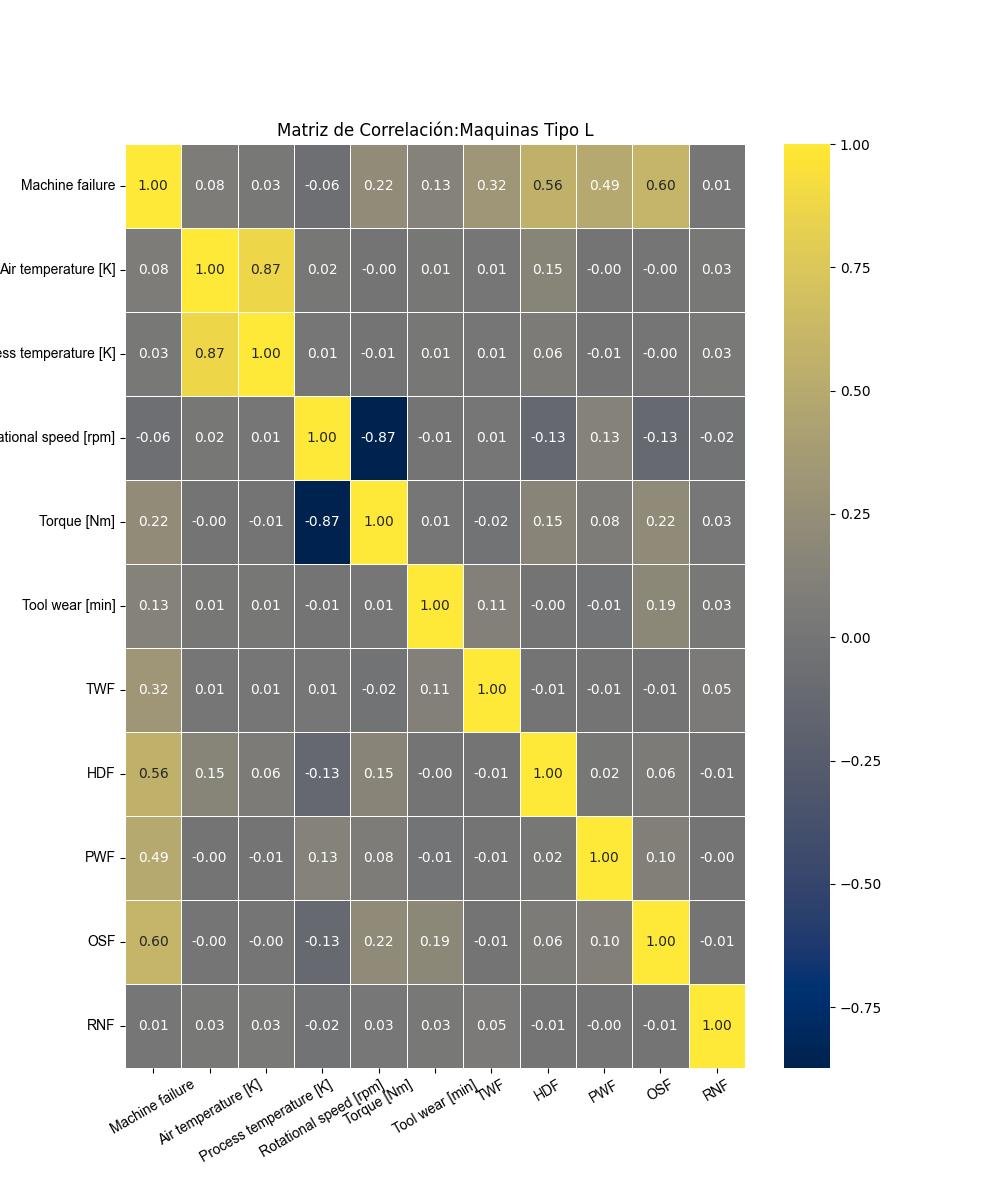 Matriz de Correlación:Maquinas Tipo L
Machine failure 1.00 0.08 0.03 -0.06 0.22 0.13 0.32 0.56 0.49 0.60 0.01
Air temperature [K] 0.08 1.00 0.87 0.02 -0.00 0.01 0.01 0.15 -0.00 -0.00 0.03
ess temperature [K] 0.03 0.87 1.00 0.01 -0.01 0.01 0.01 0.06 -0.01 -0.00 0.03
ational speed [rpm] -0.06 0.02 0.01 1.00 -0.87 -0.01 0.01 -0.13 0.13 -0.13 -0.02
Torque [Nm] 0.22 -0.00 -0.01 -0.87 1.00 0.01 -0.02 0.15 0.08 0.22 0.03
Tool wear [min] 0.13 0.01 0.01 -0.01 0.01 1.00 0.11 -0.00 -0.01 0.19 0.03
TWF 0.32 0.01 0.01 0.01 -0.02 0.11 1.00 -0.01 -0.01 -0.01 0.05
HDF 0.56 0.15 0.06 -0.13 0.15 -0.00 -0.01 1.00 0.02 0.06 -0.01
PWF 0.49 -0.00 -0.01 0.13 0.08 -0.01 -0.01 0.02 1.00 0.10 -0.00
OSF 0.60 -0.00 -0.00 -0.13 0.22 0.19 -0.01 0.06 0.10 1.00 -0.01
RNF 0.01 0.03 0.03 -0.02 0.03 0.03 0.05 -0.01 -0.00 -0.01 1.00
Machine failure
Air temperature [K]
Process temperature [K]
Rotational speed [rpm]
Torque [Nm]
Tool wear [min]
TWF
HDF
PWF
OSF
RNF
1.00
0.75
0.50
0.25
0.00
−0.25
−0.50
−0.75